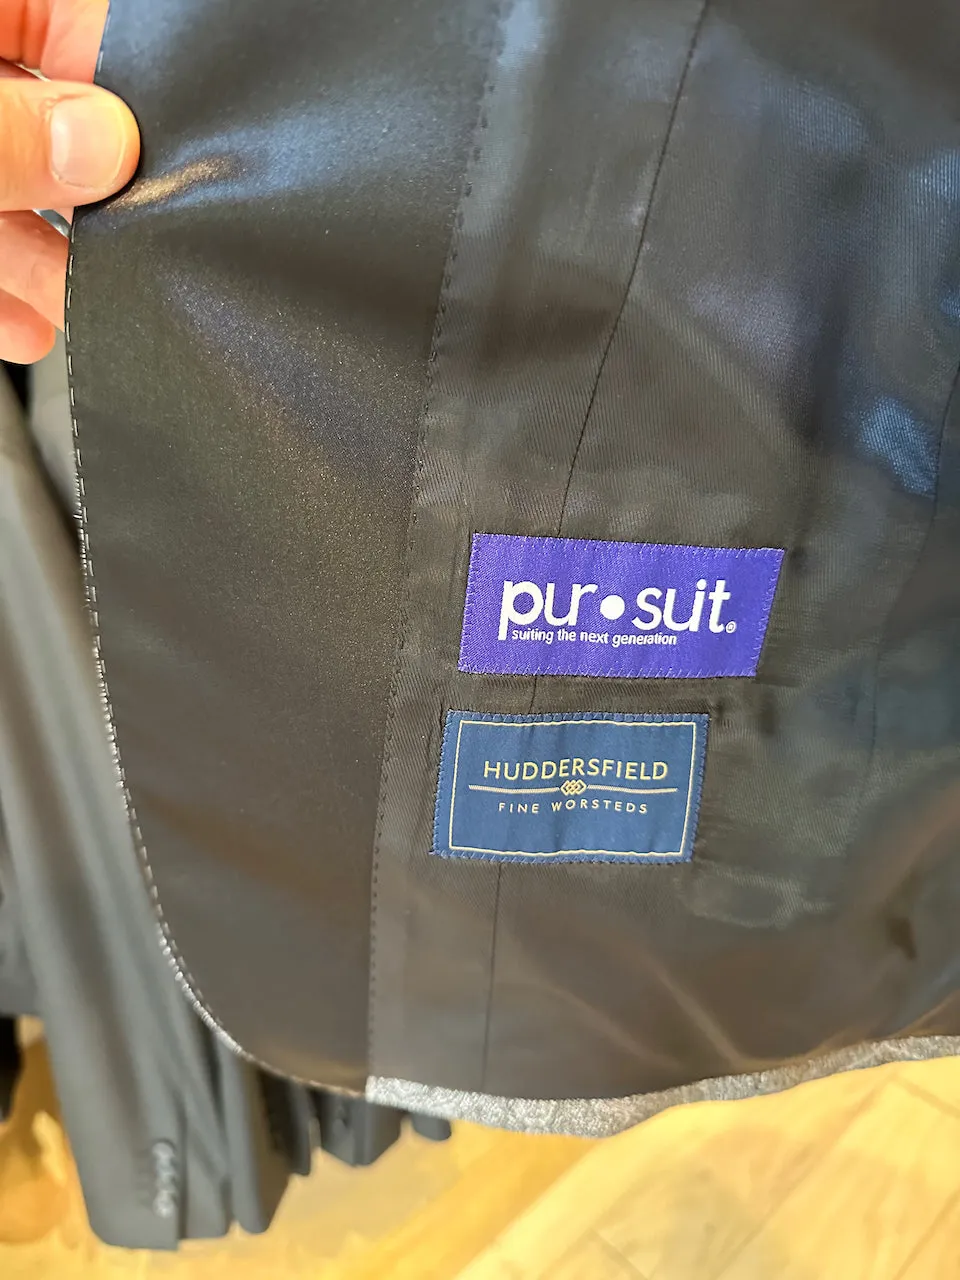 pur•suit®
suiting the next generation
HUDDERSFIELD
FINE WORSTEDS